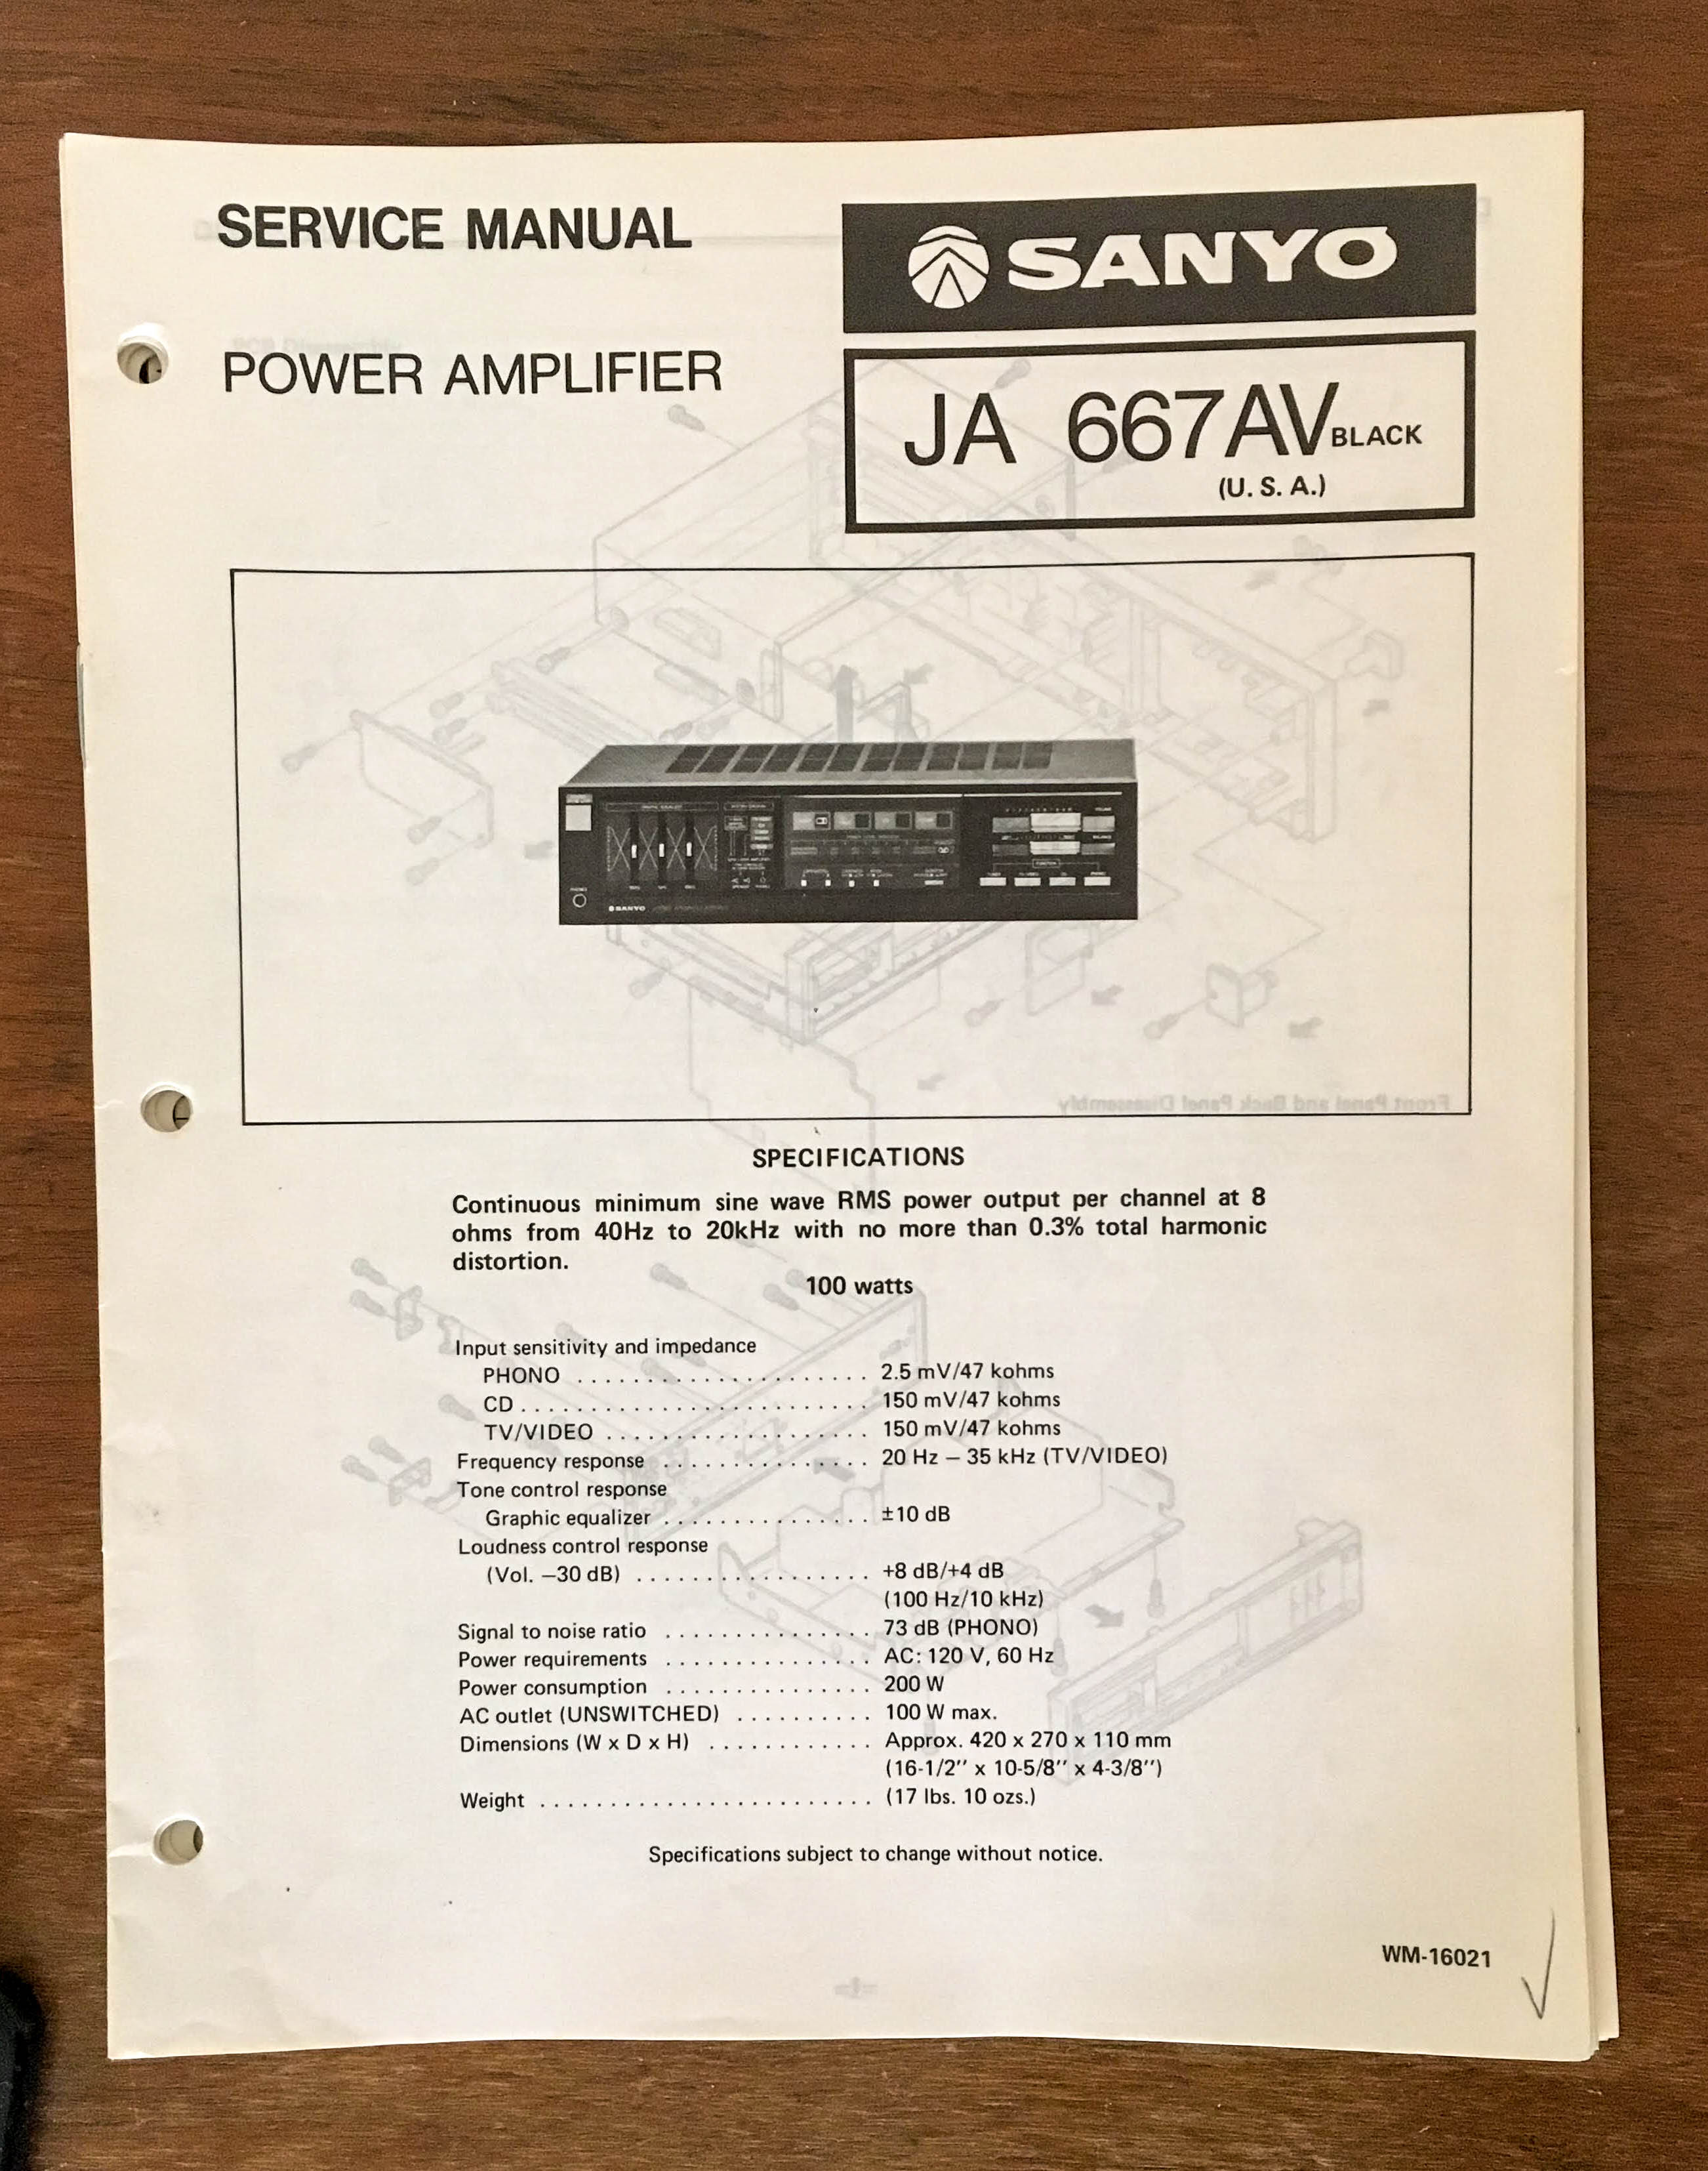 SERVICE MANUAL
SANYO
POWER AMPLIFIER
JA 667AV BLACK
(U. S. A.)
SANYO
Front Panel and Back Panel Disassembly
SPECIFICATIONS
Continuous minimum sine wave RMS power output per channel at 8
ohms from 40Hz to 20kHz with no more than 0.3% total harmonic
distortion.
100 watts
Input sensitivity and impedance
PHONO ..................... 2.5 mV/47 kohms
CD ......................... 150 mV/47 kohms
TV/VIDEO ................... 150 mV/47 kohms
Frequency response ............... 20 Hz – 35 kHz (TV/VIDEO)
Tone control response
Graphic equalizer ............... ±10 dB
Loudness control response
(Vol. –30 dB) ................. +8 dB/+4 dB
(100 Hz/10 kHz)
Signal to noise ratio ............... 73 dB (PHONO)
Power requirements ............... AC: 120 V, 60 Hz
Power consumption ............... 200 W
AC outlet (UNSWITCHED) .......... 100 W max.
Dimensions (W x D x H) ............ Approx. 420 x 270 x 110 mm
(16-1/2'' x 10-5/8'' x 4-3/8'')
Weight ........................ (17 lbs. 10 ozs.)
Specifications subject to change without notice.
WM-16021